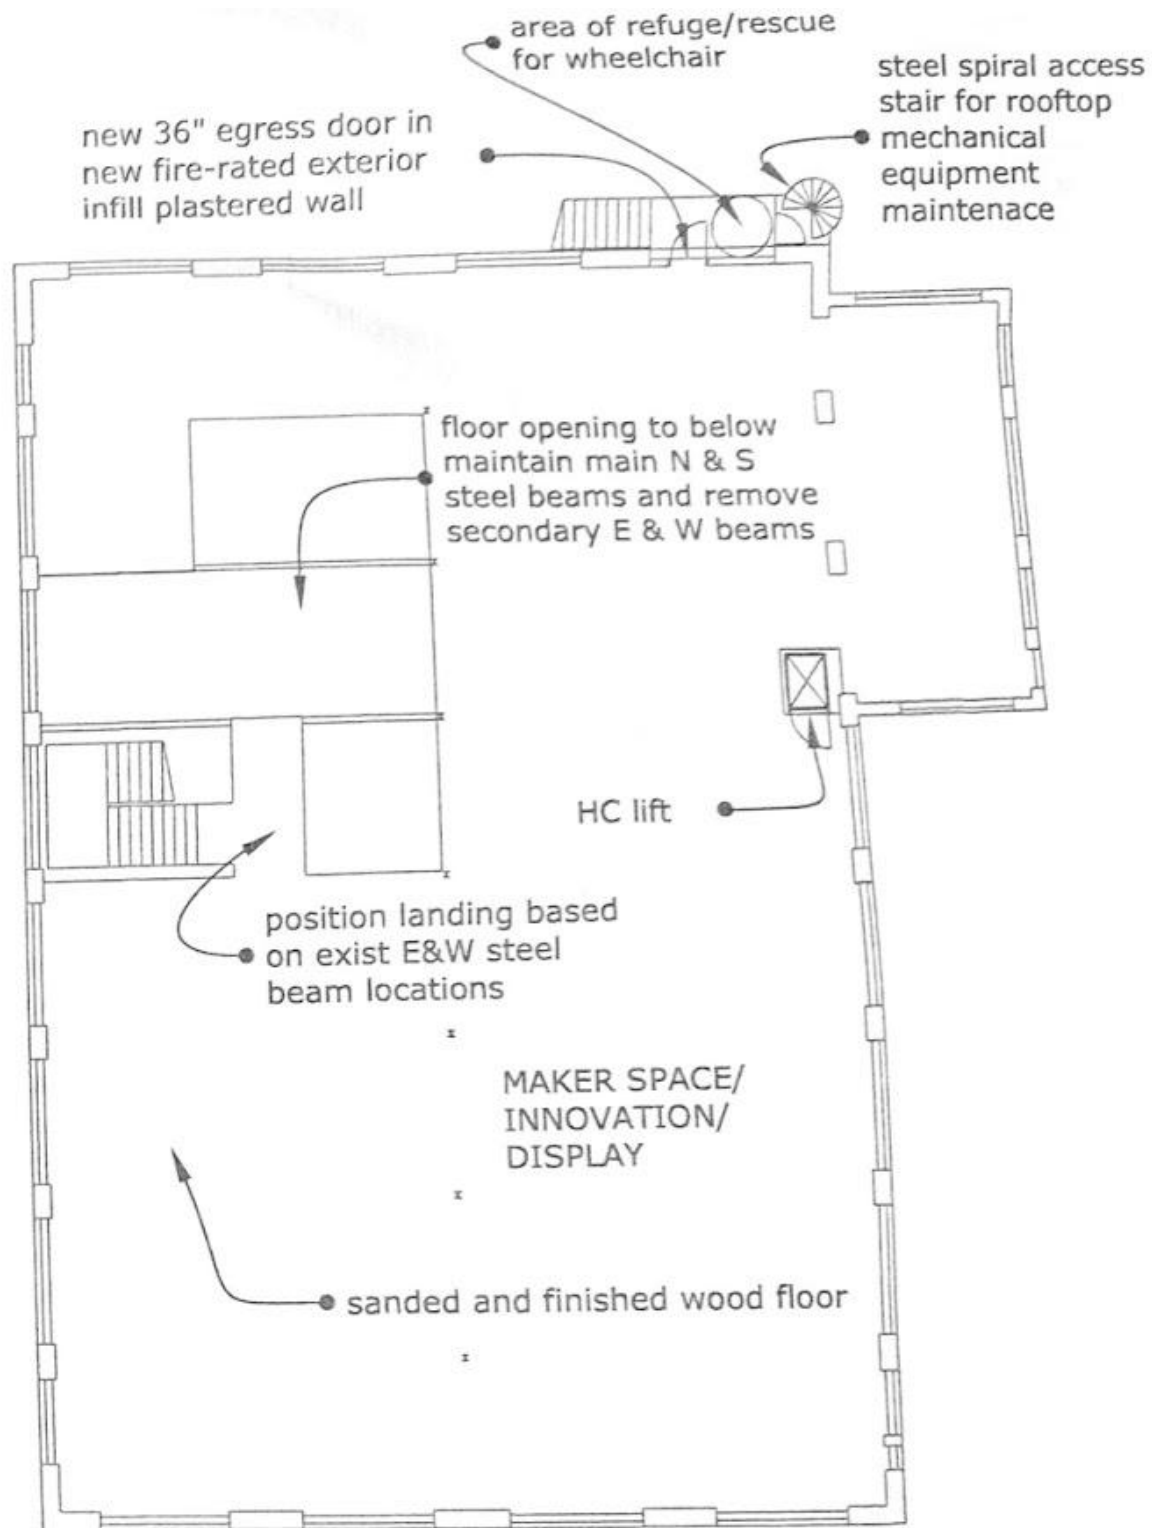 area of refuge/rescue
for wheelchair
steel spiral access
stair for rooftop
mechanical
equipment
maintenace
new 36" egress door in
new fire-rated exterior
infill plastered wall
floor opening to below
maintain main N & S
steel beams and remove
secondary E & W beams
HC lift
position landing based
on exist E&W steel
beam locations
MAKER SPACE/
INNOVATION/
DISPLAY
sanded and finished wood floor